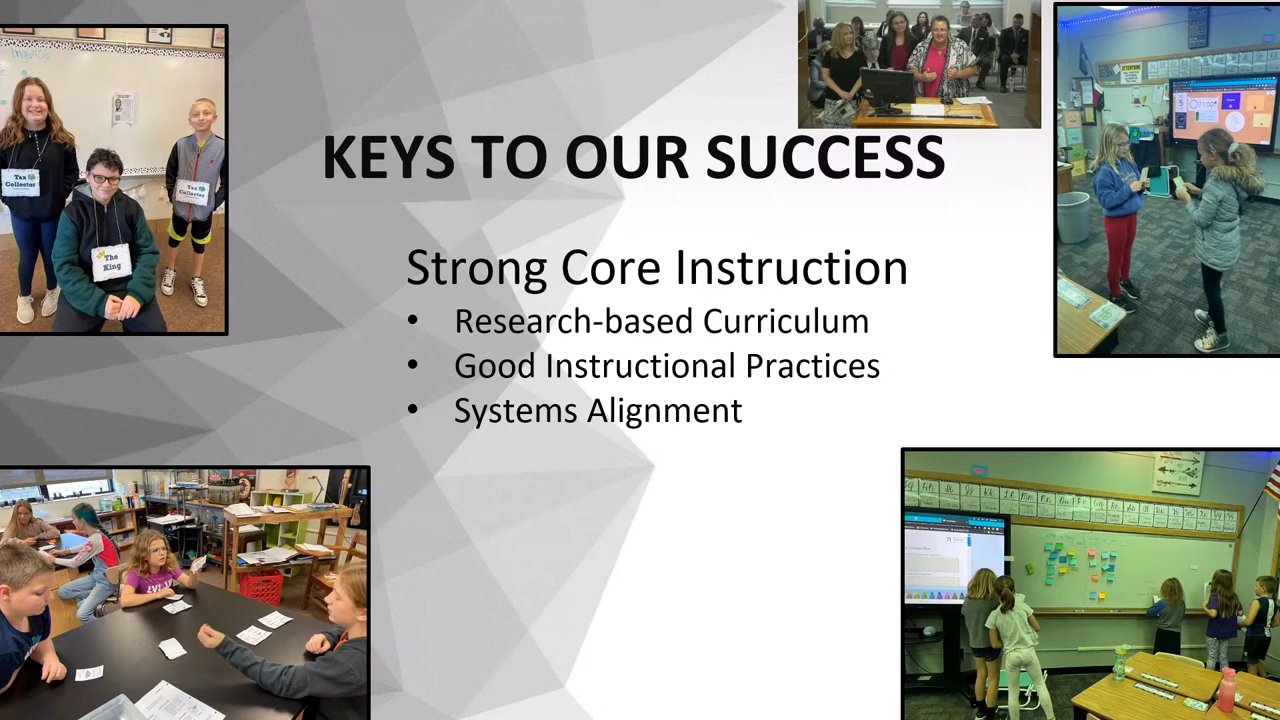 KEYS TO OUR SUCCESS
Strong Core Instruction
• Research-based Curriculum
• Good Instructional Practices
• Systems Alignment
Tax
Collector
Tax
Collector
The
King
ATTENTION